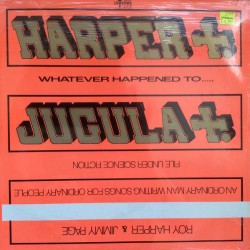 HARPER +
WHATEVER HAPPENED TO.....
JUGULA +
FILE UNDER SCIENCE FICTION
AN ORDINARY MAN WRITING SONGS FOR ORDINARY PEOPLE
ROY HARPER & JIMMY PAGE